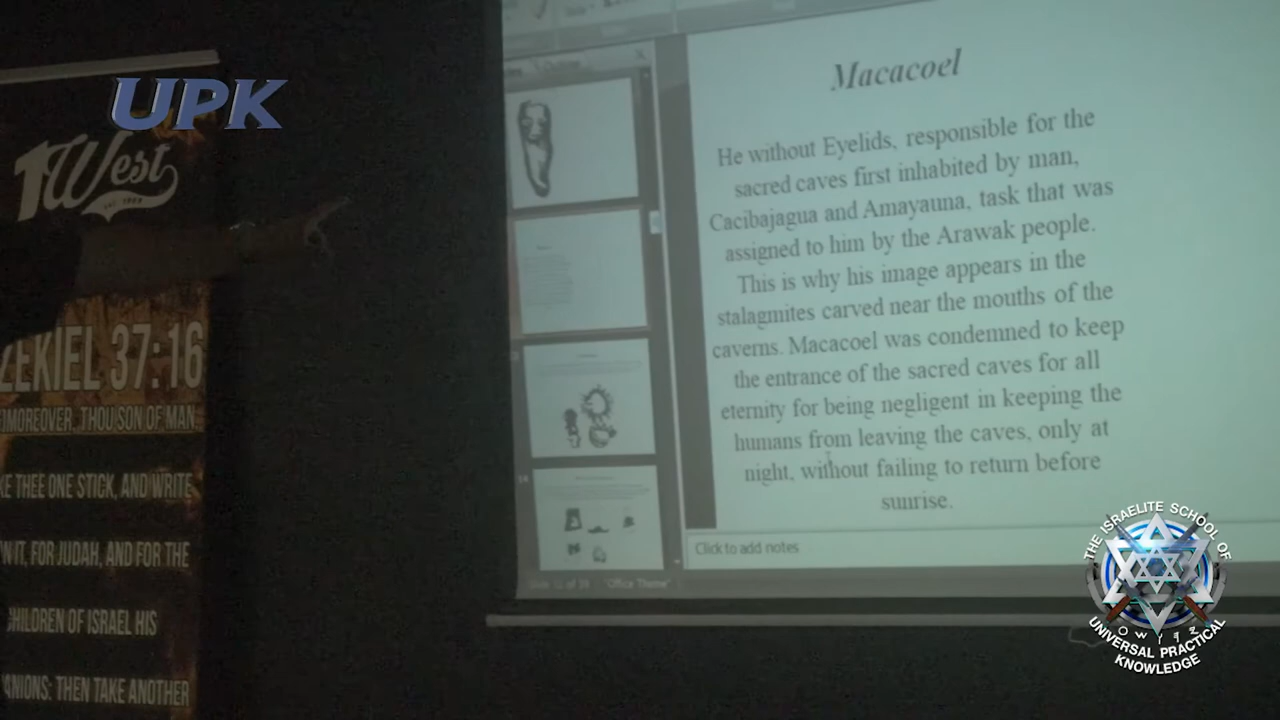 UPK
1West
EZEKIEL 37:16
MOREOVER, THOU SON OF MAN,
THEE ONE STICK, AND WRITE
IT, FOR JUDAH, AND FOR THE
CHILDREN OF ISRAEL HIS
THEN TAKE ANOTHER
Macacoel
He without Eyelids, responsible for the
sacred caves first inhabited by man,
Cacibajagua and Amayauna, task that was
assigned to him by the Arawak people.
This is why his image appears in the
stalagmites carved near the mouths of the
caverns. Macacoel was condemned to keep
the entrance of the sacred caves for all
eternity for being negligent in keeping the
humans from leaving the caves, only at
night, without failing to return before
sunrise.
Click to add notes
"Office Theme"
THE ISRAELITE SCHOOL OF
UNIVERSAL PRACTICAL
KNOWLEDGE